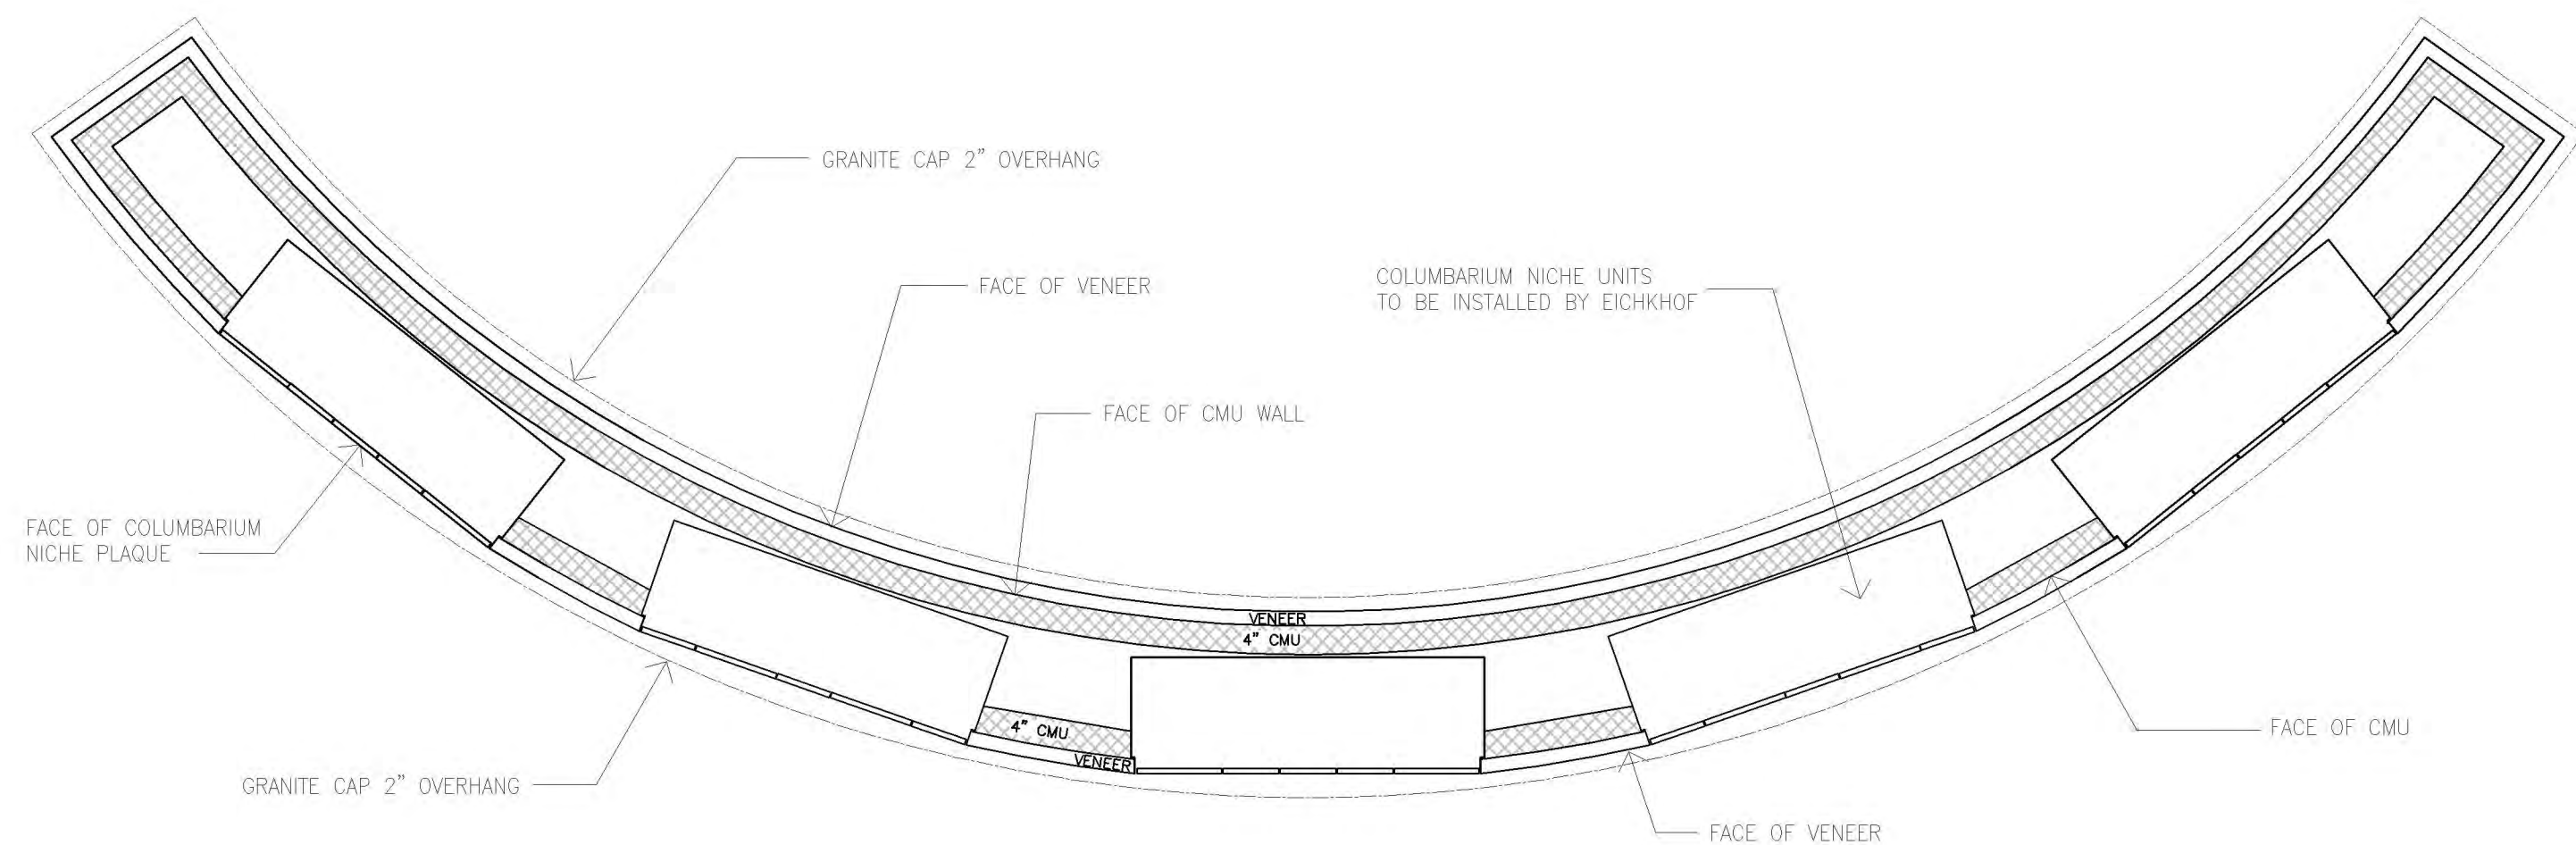 GRANITE CAP 2" OVERHANG
FACE OF VENEER
COLUMBARIUM NICHE UNITS
TO BE INSTALLED BY EICHKHOF
FACE OF CMU WALL
FACE OF COLUMBARIUM
NICHE PLAQUE
VENEER
4" CMU
4" CMU
VENEER
FACE OF CMU
GRANITE CAP 2" OVERHANG
FACE OF VENEER